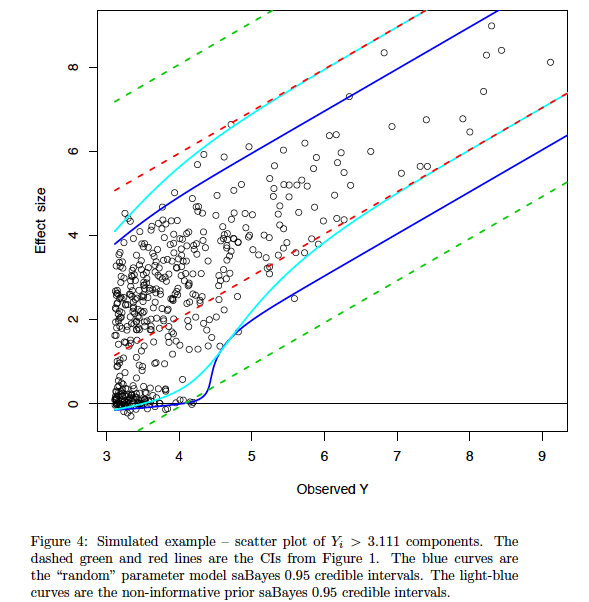 8
6
4
2
0
Effect size
3 4 5 6 7 8 9
Observed Y
Figure 4: Simulated example – scatter plot of Y_i > 3.111 components. The
dashed green and red lines are the CIs from Figure 1. The blue curves are
the “random” parameter model saBayes 0.95 credible intervals. The light-blue
curves are the non-informative prior saBayes 0.95 credible intervals.